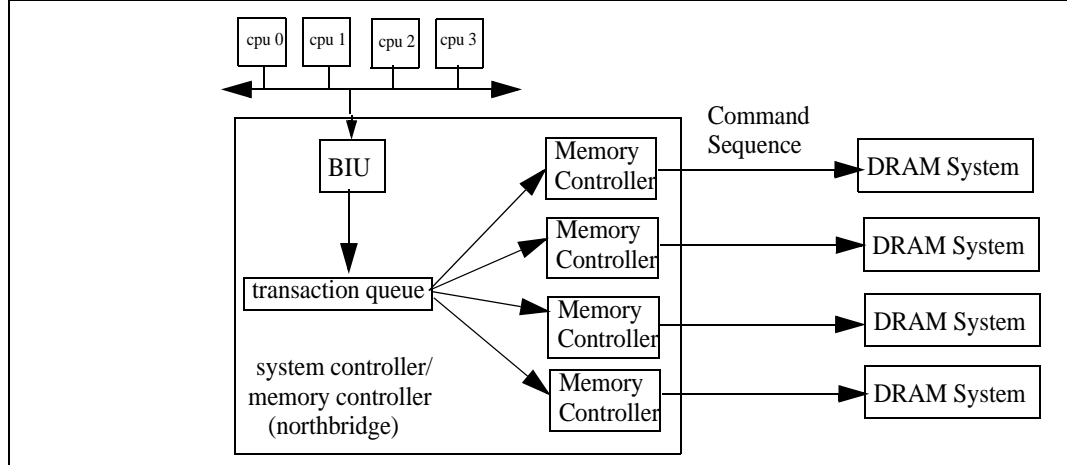 cpu 0
cpu 1
cpu 2
cpu 3
BIU
transaction queue
system controller/
memory controller
(northbridge)
Memory
Controller
Memory
Controller
Memory
Controller
Memory
Controller
Command
Sequence
DRAM System
DRAM System
DRAM System
DRAM System